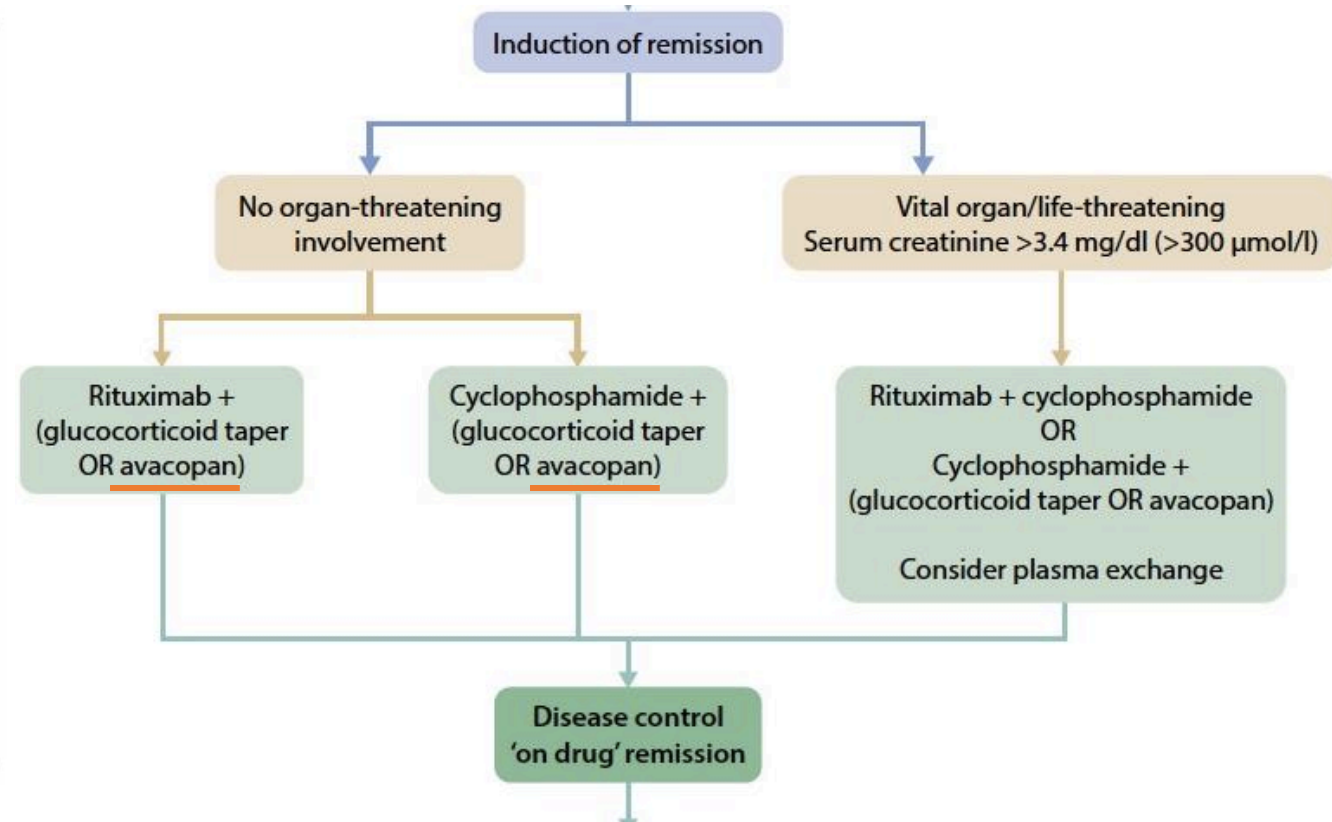 Induction of remission
No organ-threatening
involvement
Vital organ/life-threatening
Serum creatinine >3.4 mg/dl (>300 μmol/l)
Rituximab +
(glucocorticoid taper
OR avacopan)
Cyclophosphamide +
(glucocorticoid taper
OR avacopan)
Rituximab + cyclophosphamide
OR
Cyclophosphamide +
(glucocorticoid taper OR avacopan)
Consider plasma exchange
Disease control
‘on drug’ remission